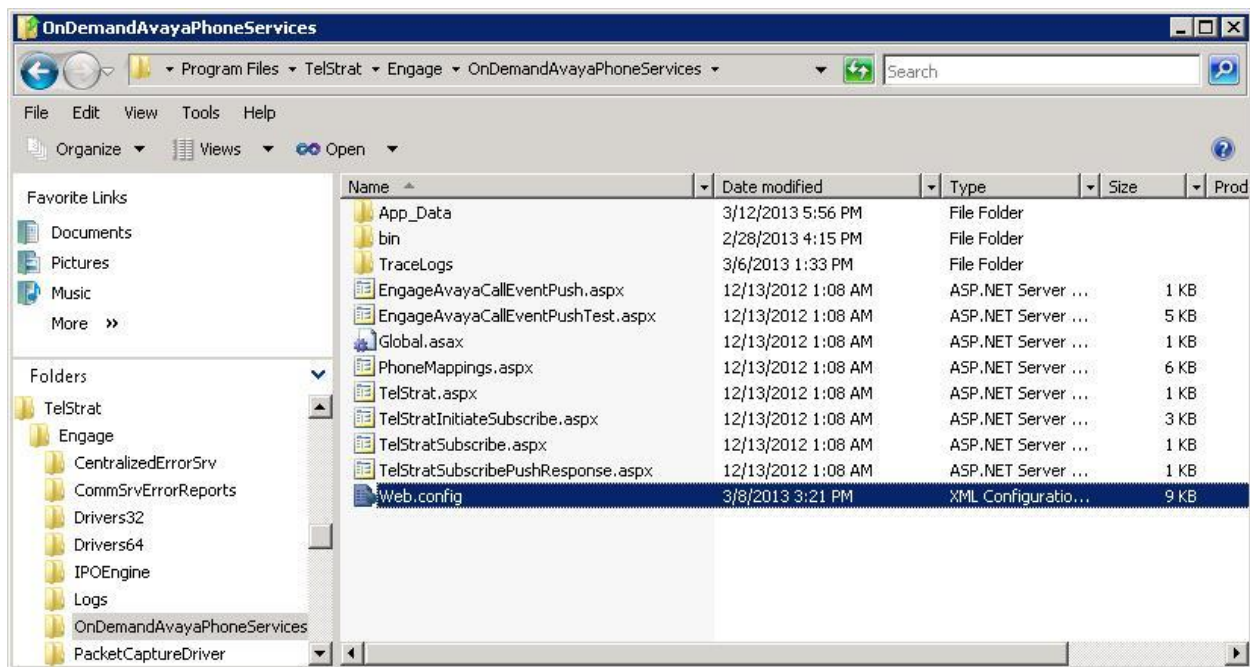 OnDemandAvayaPhoneServices
Program Files TelStrat Engage OnDemandAvayaPhoneServices Search
File Edit View Tools Help
Organize Views Open
Favorite Links
Documents
Pictures
Music
More »
Folders
TelStrat
Engage
CentralizedErrorSrv
CommSrvErrorReports
Drivers32
Drivers64
IPOEngine
Logs
OnDemandAvayaPhoneServices
PacketCaptureDriver
Name Date modified Type Size Prod
App_Data 3/12/2013 5:56 PM File Folder
bin 2/28/2013 4:15 PM File Folder
TraceLogs 3/6/2013 1:33 PM File Folder
EngageAvayaCallEventPush.aspx 12/13/2012 1:08 AM ASP.NET Server ... 1 KB
EngageAvayaCallEventPushTest.aspx 12/13/2012 1:08 AM ASP.NET Server ... 5 KB
Global.asax 12/13/2012 1:08 AM ASP.NET Server ... 1 KB
PhoneMappings.aspx 12/13/2012 1:08 AM ASP.NET Server ... 6 KB
TelStrat.aspx 12/13/2012 1:08 AM ASP.NET Server ... 1 KB
TelStratInitiateSubscribe.aspx 12/13/2012 1:08 AM ASP.NET Server ... 3 KB
TelStratSubscribe.aspx 12/13/2012 1:08 AM ASP.NET Server ... 1 KB
TelStratSubscribePushResponse.aspx 12/13/2012 1:08 AM ASP.NET Server ... 1 KB
Web.config 3/8/2013 3:21 PM XML Configuratio... 9 KB